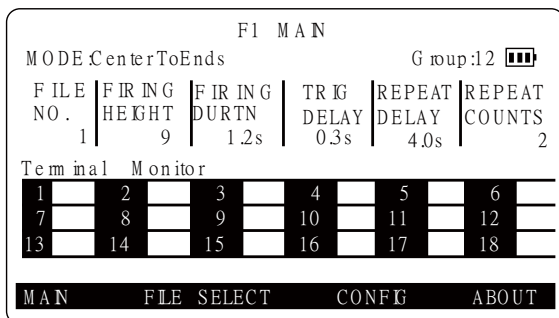 F1 MAIN
MODE:CenterToEnds Group:12
FILE NO. 1 FIRING HEIGHT 9 FIRING DURTN 1.2s TRIG DELAY 0.3s REPEAT DELAY 4.0s REPEAT COUNTS 2
Terminal Monitor
1 2 3 4 5 6
7 8 9 10 11 12
13 14 15 16 17 18
MAIN FILE SELECT CONFIG ABOUT